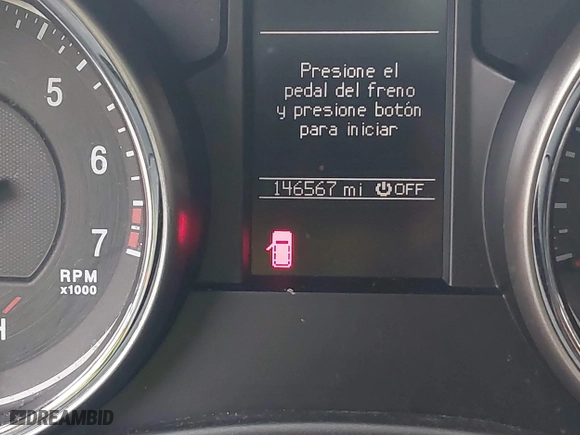 Presione el
pedal del freno
y presione botón
para iniciar
146567 mi OFF
5
6
7
RPM
x1000
H
DREAMBID